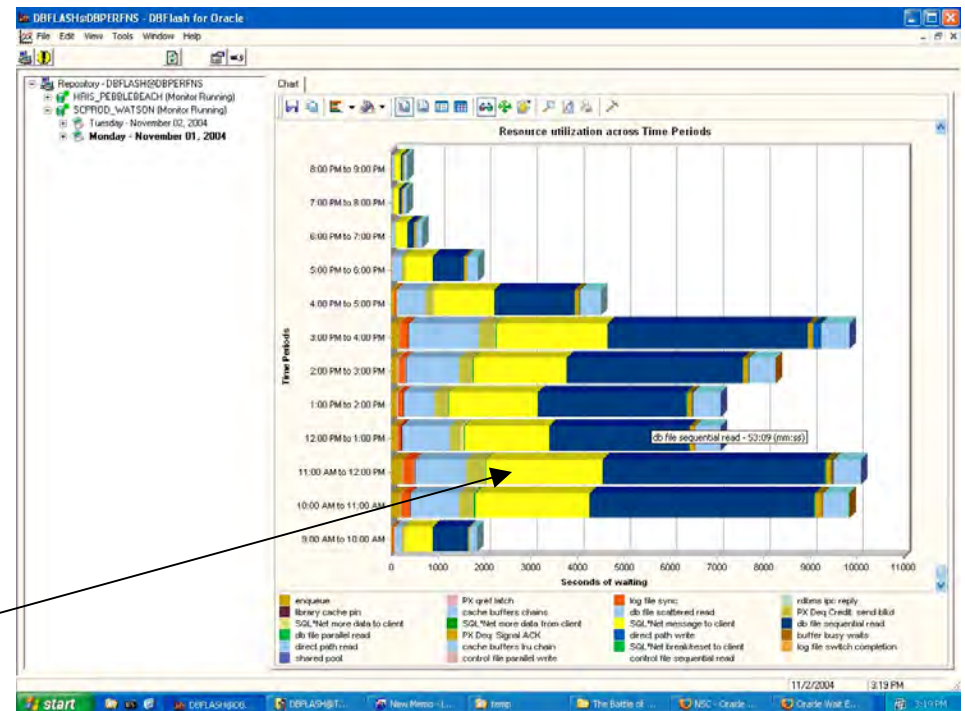 DBFLASH@DBPERFNS - DBFlash for Oracle
File Edit View Tools Window Help
Repository - DBFLASH@DBPERFNS
HRIS_PEBBLEBEACH (Monitor Running)
SCPROD_WATSON (Monitor Running)
Tuesday - November 02, 2004
Monday - November 01, 2004
Chart
Resource utilization across Time Periods
Time Periods
8:00 PM to 9:00 PM
7:00 PM to 8:00 PM
6:00 PM to 7:00 PM
5:00 PM to 6:00 PM
4:00 PM to 5:00 PM
3:00 PM to 4:00 PM
2:00 PM to 3:00 PM
1:00 PM to 2:00 PM
12:00 PM to 1:00 PM
db file sequential read - 53:09 (mm:ss)
11:00 AM to 12:00 PM
10:00 AM to 11:00 AM
9:00 AM to 10:00 AM
0 1000 2000 3000 4000 5000 6000 7000 8000 9000 10000 11000
Seconds of waiting
enqueue PX qref latch log file sync rdbms ipc reply
library cache pin cache buffers chains db file scattered read PX Deq Credit: send blkd
SQL*Net more data to client SQL*Net more data from client SQL*Net message to client db file sequential read
db file parallel read PX Deq: Signal ACK direct path write buffer busy waits
direct path read cache buffers lru chain SQL*Net break/reset to client log file switch completion
shared pool control file parallel write control file sequential read
11/2/2004 3:19 PM
start DBFLASH@DB... DBFLASH@T... New Memo - L... temp The Battle of ... NSC - Oracle ... Oracle Wait E... 3:19 PM